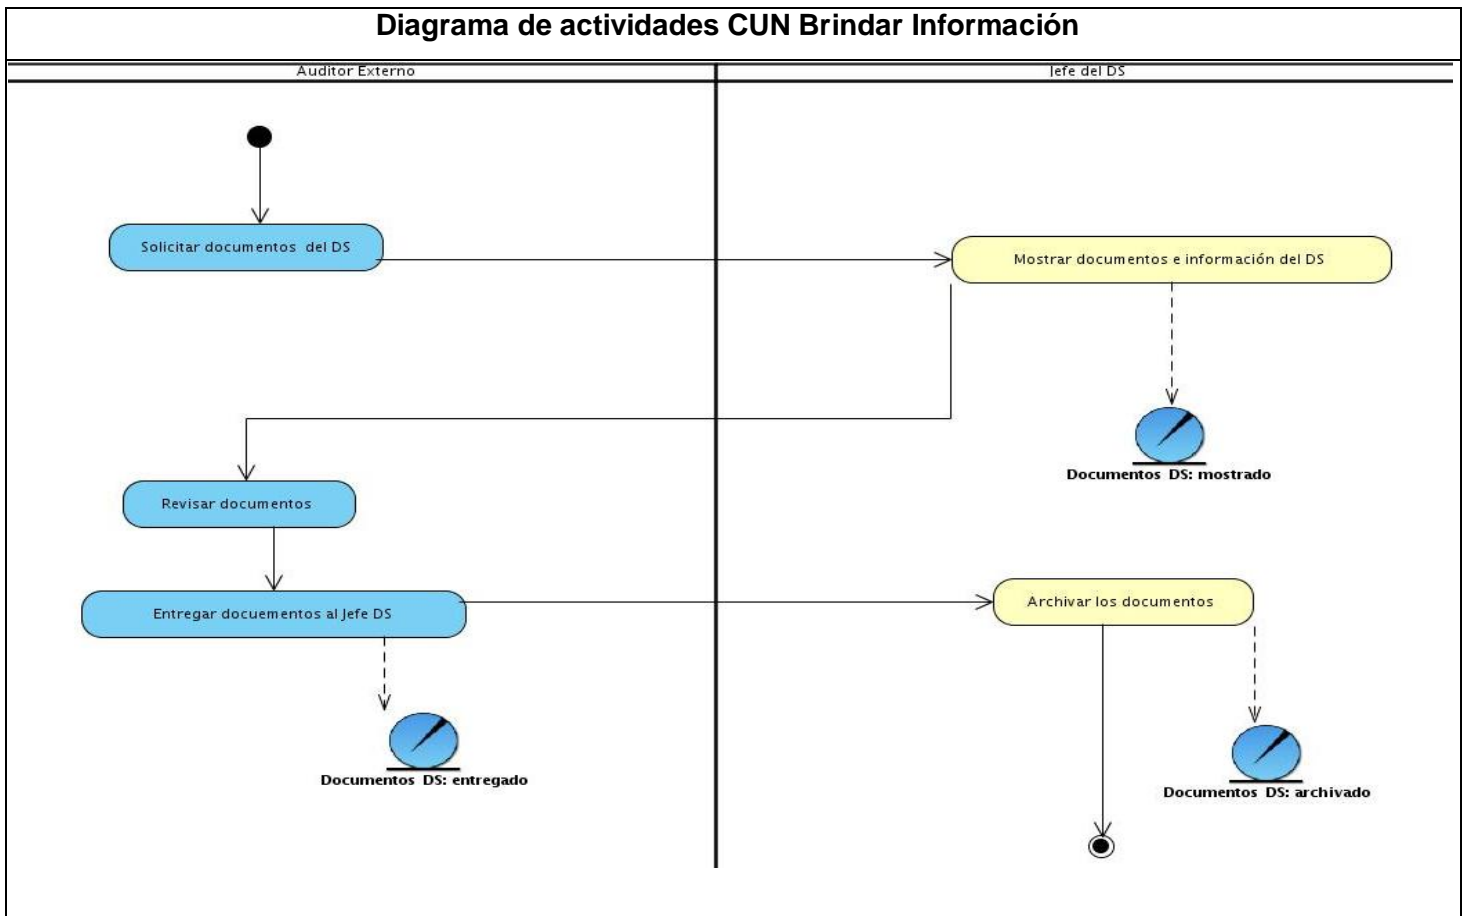 Diagrama de actividades CUN Brindar Información
Auditor Externo
Jefe del DS
Solicitar documentos del DS
Mostrar documentos e información del DS
Documentos DS: mostrado
Revisar documentos
Entregar docuementos al Jefe DS
Archivar los documentos
Documentos DS: entregado
Documentos DS: archivado